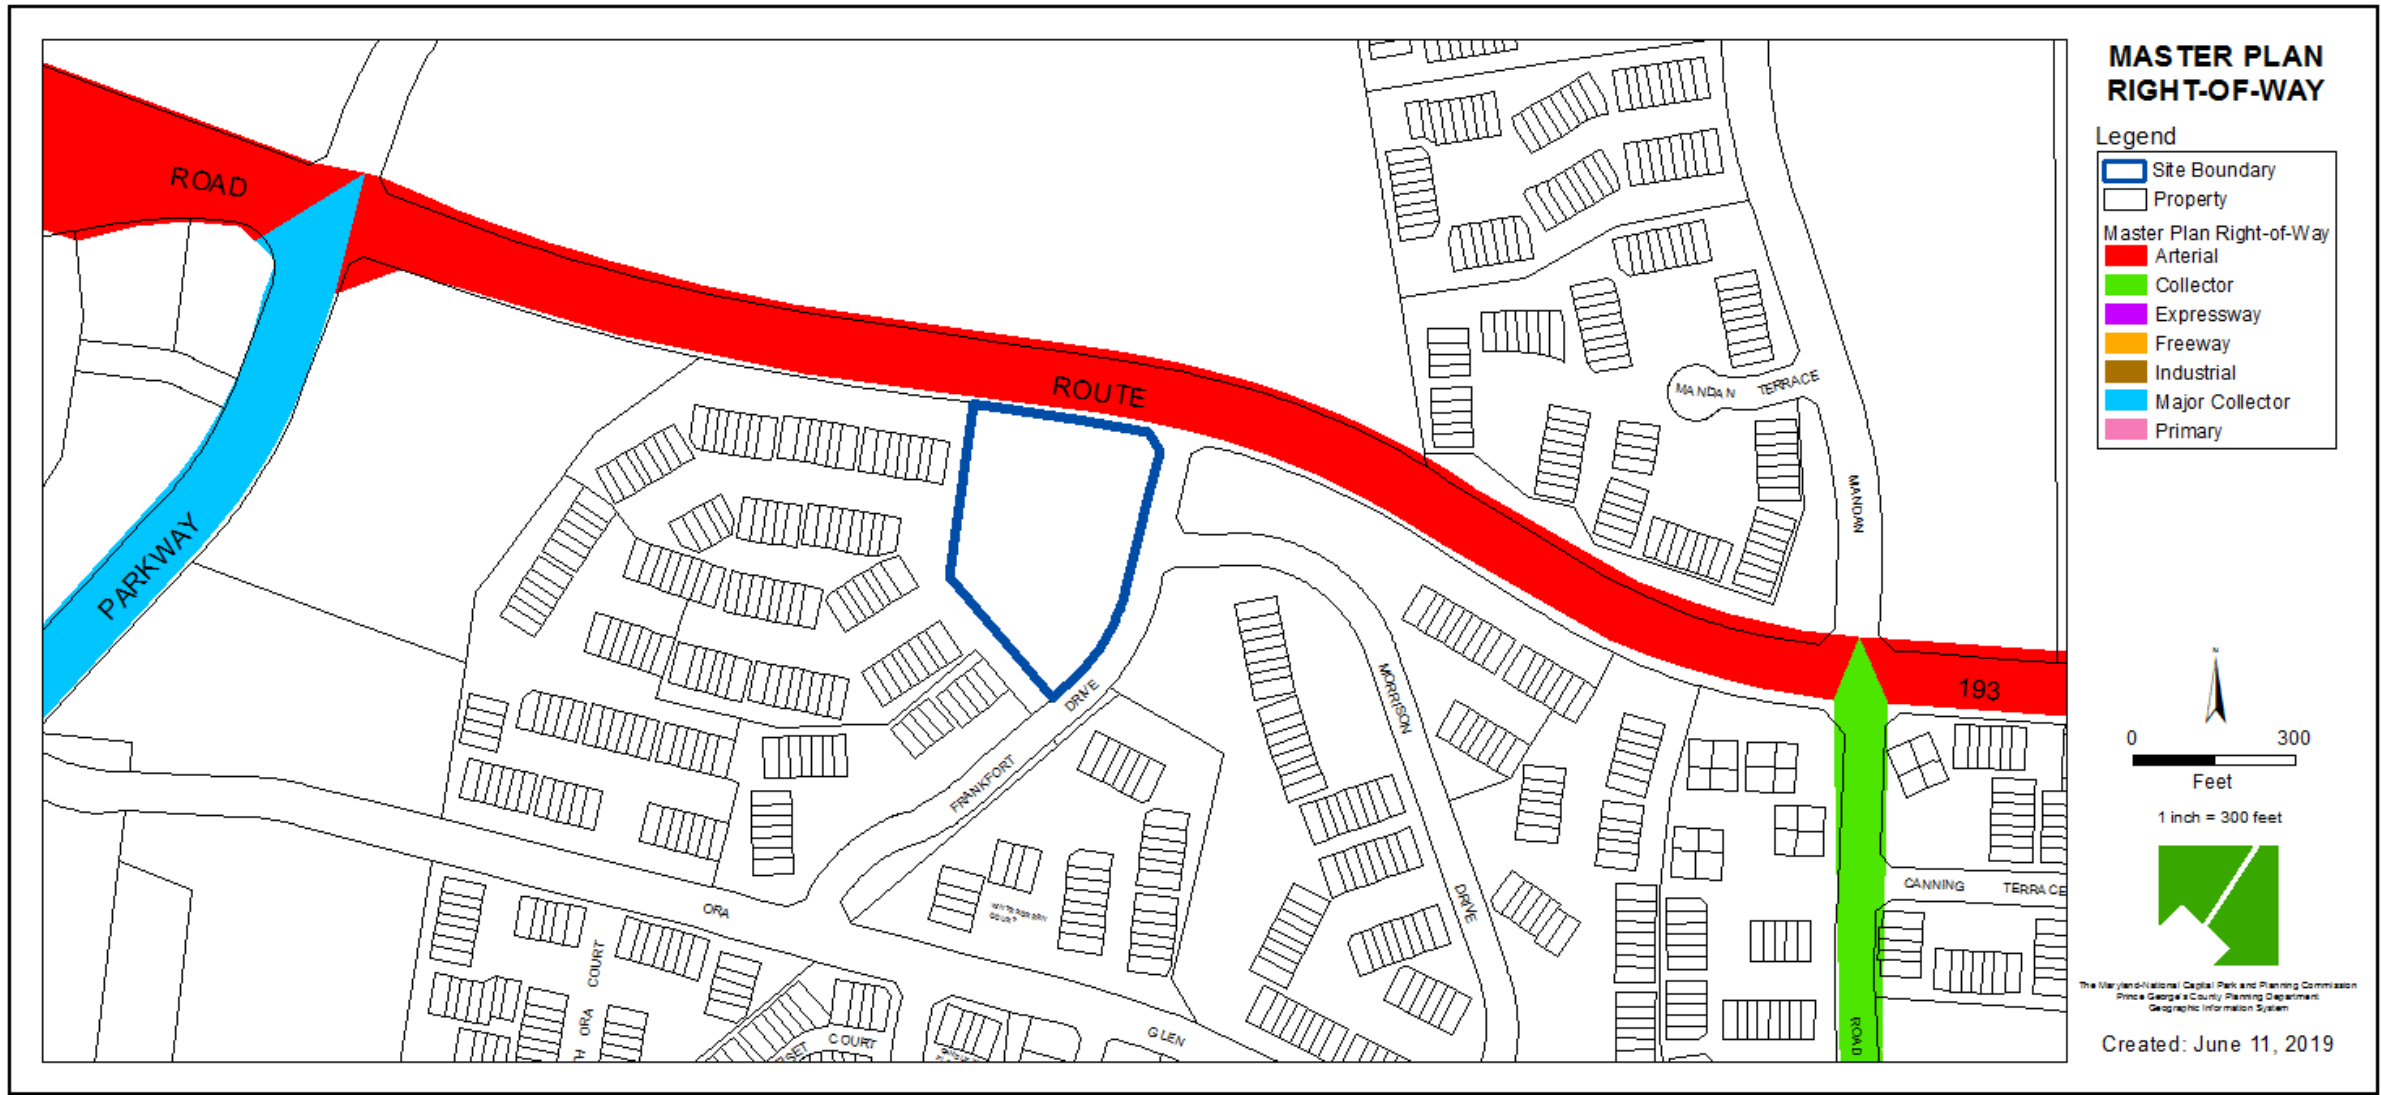 MASTER PLAN
RIGHT-OF-WAY
Legend
Site Boundary
Property
Master Plan Right-of-Way
Arterial
Collector
Expressway
Freeway
Industrial
Major Collector
Primary
ROAD
ROUTE
193
PARKWAY
MANDAN TERRACE
MANDAN
ROAD
MORRISON
DRIVE
FRANKFORT
DRIVE
CANNING TERRACE
ORA
GLEN
ORA COURT
COURT
COURT
N
0 300
Feet
1 inch = 300 feet
The Maryland-National Capital Park and Planning Commission
Prince George's County Planning Department
Geographic Information System
Created: June 11, 2019